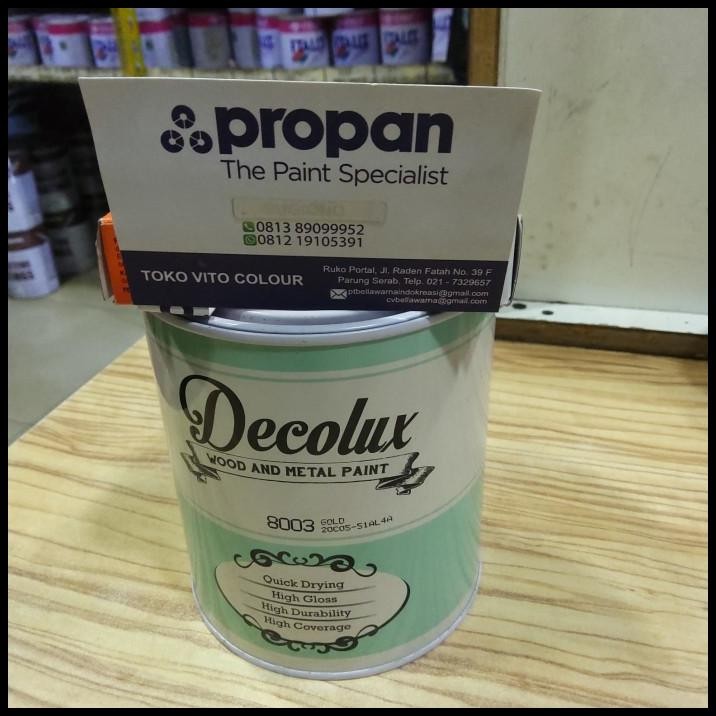 propan
The Paint Specialist
0813 89099952
0812 19105391
TOKO VITO COLOUR
Ruko Portal, Jl. Raden Fatah No. 39 F
Parung Serab. Telp. 021 - 7329657
ptbellawarnaindokreasi@gmail.com
cvbellawarna@gmail.com
Decolux
WOOD AND METAL PAINT
8003 GOLD
20C05-51AL4A
Quick Drying
High Gloss
High Durability
High Coverage